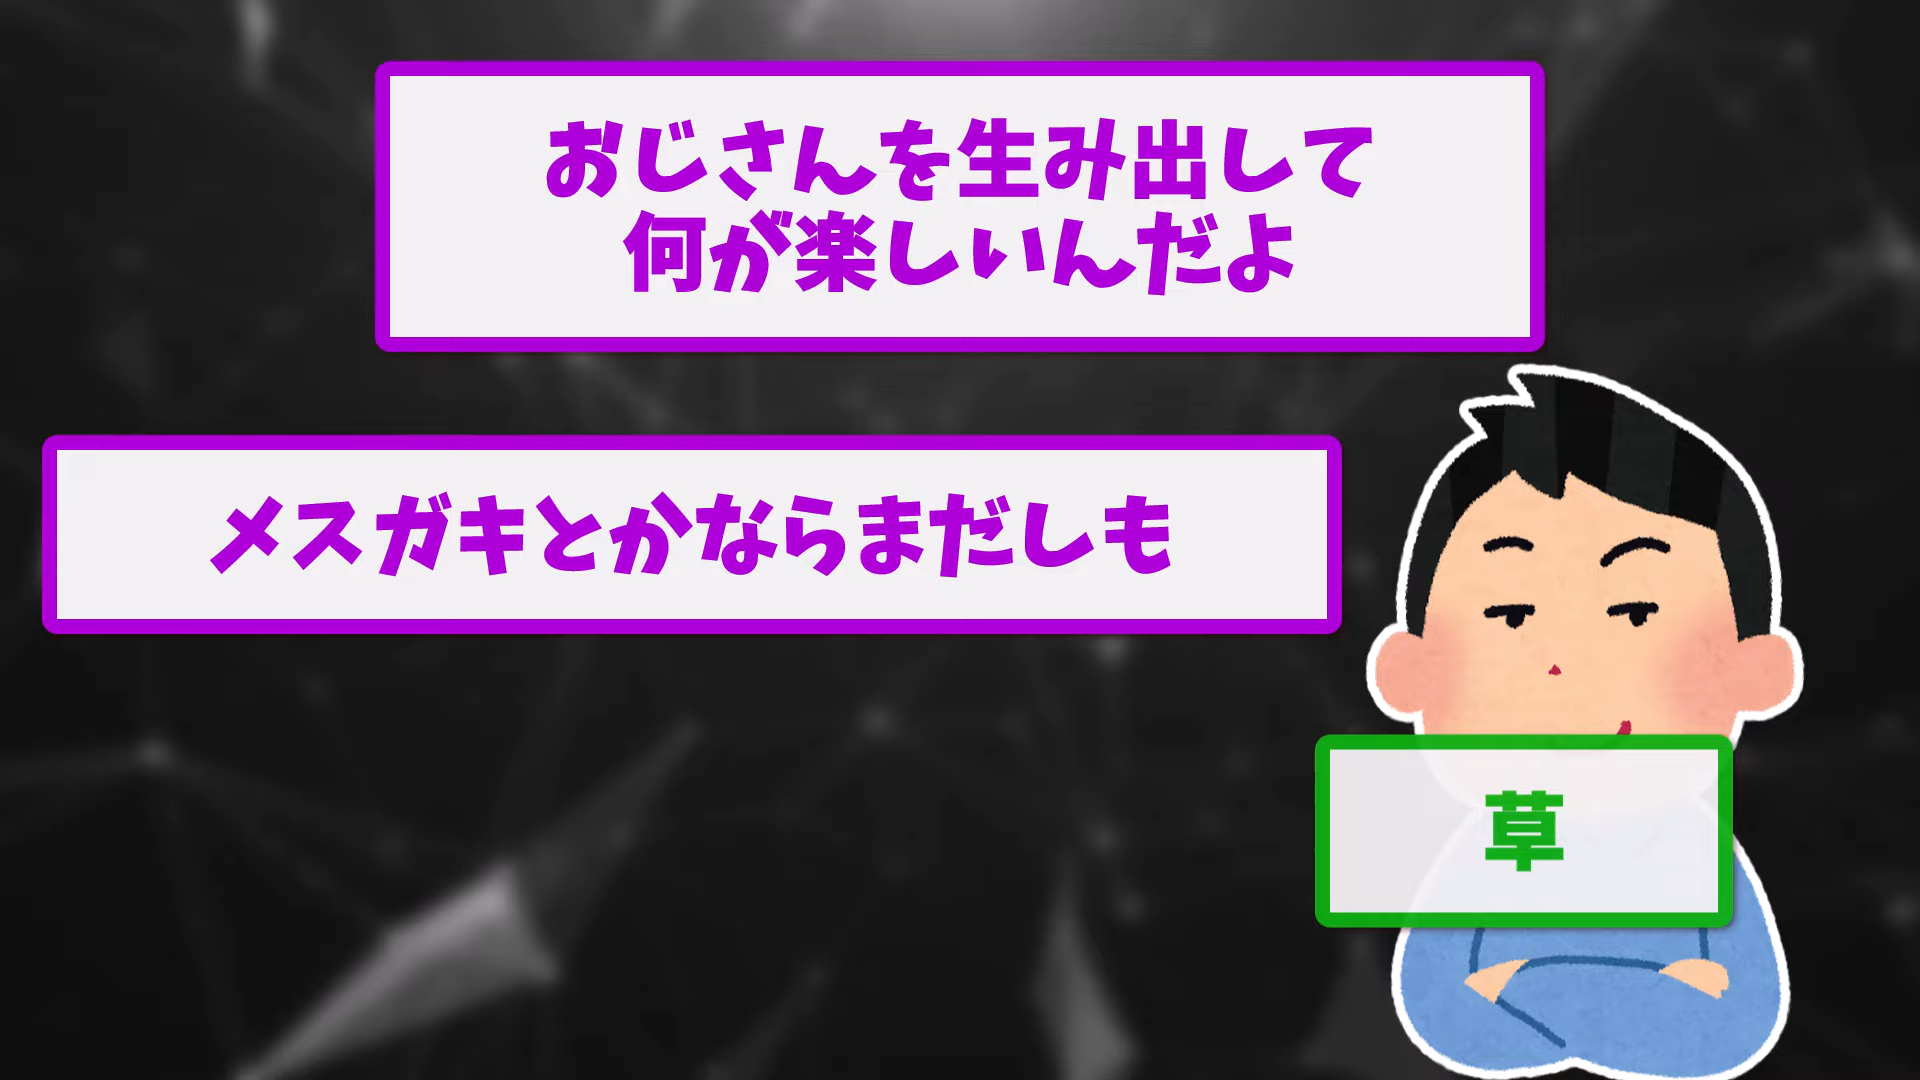 おじさんを生み出して
何が楽しいんだよ
メスガキとかならまだしも
草